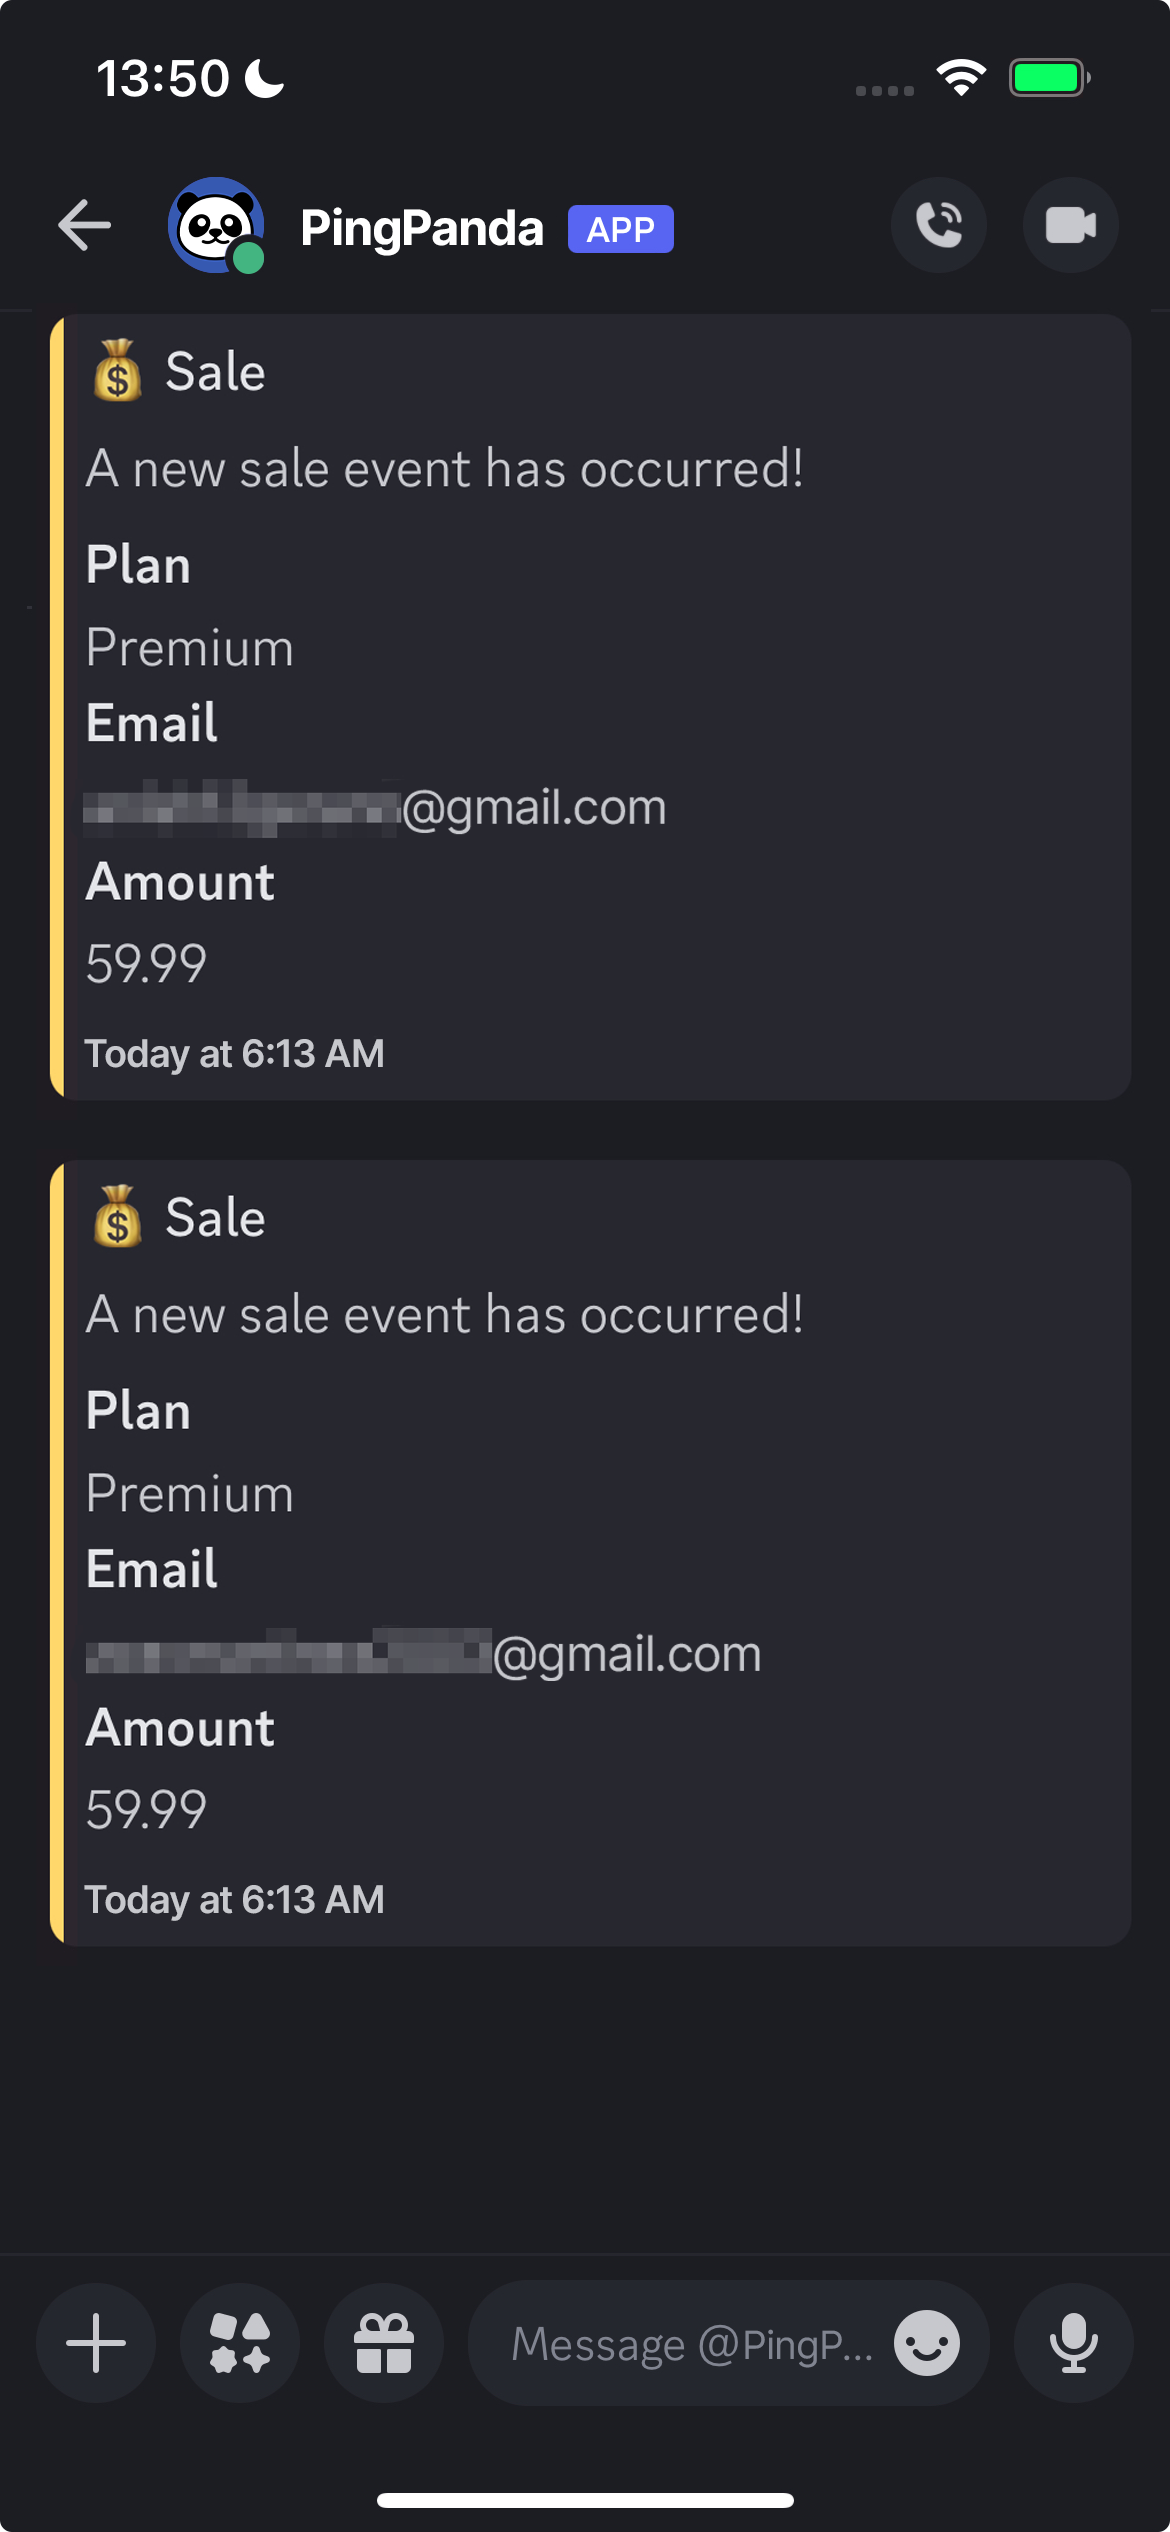 13:50
PingPanda APP
💰 Sale
A new sale event has occurred!
Plan
Premium
Email
@gmail.com
Amount
59.99
Today at 6:13 AM
💰 Sale
A new sale event has occurred!
Plan
Premium
Email
@gmail.com
Amount
59.99
Today at 6:13 AM
Message @PingP...